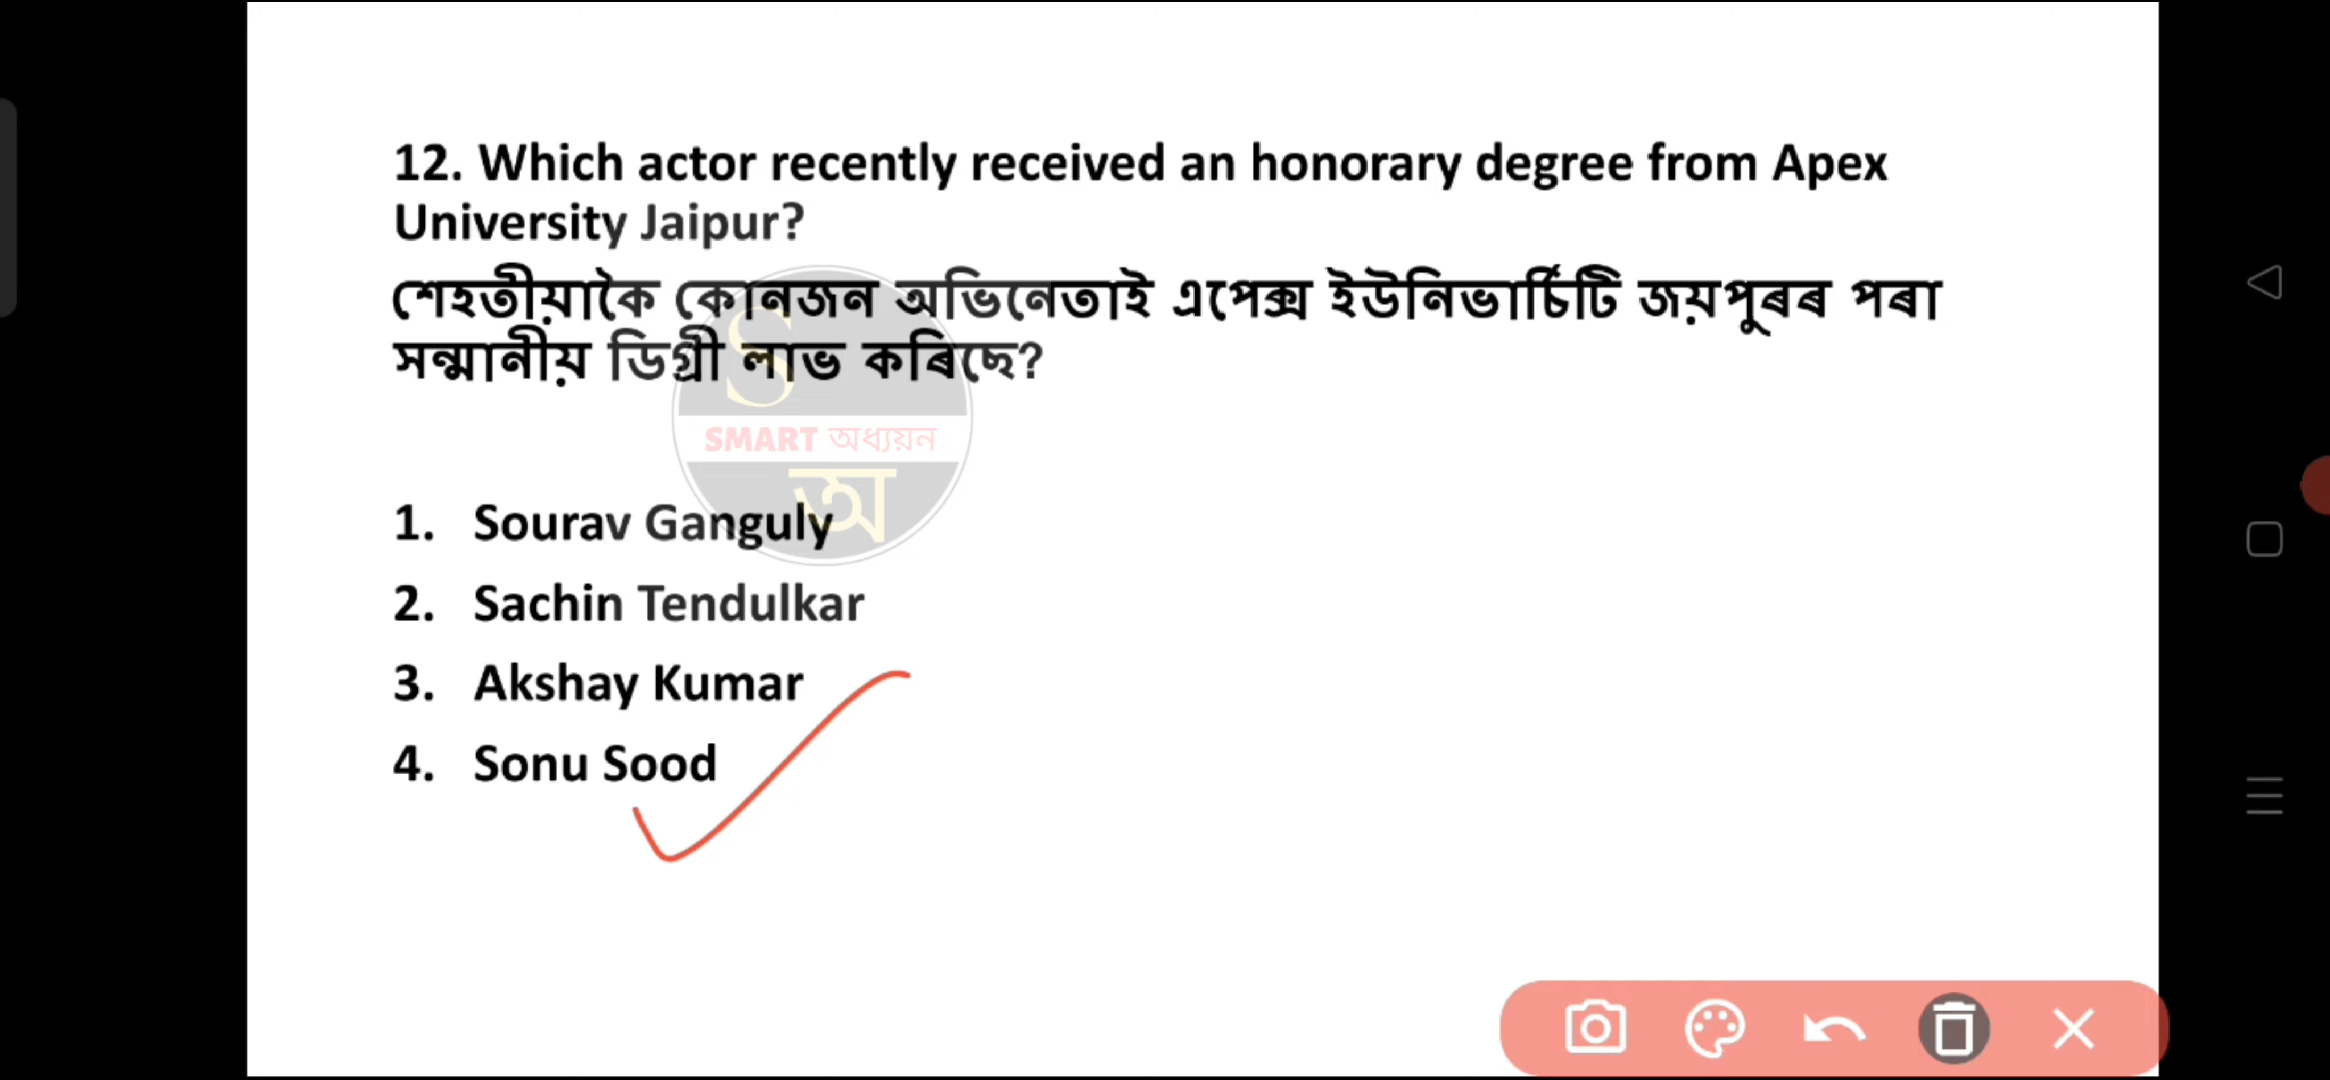 12. Which actor recently received an honorary degree from Apex
University Jaipur?
শেহতীয়াকৈ কোনজন অভিনেতাই এপেক্স ইউনিভাৰ্চিটি জয়পুৰৰ পৰা
সন্মানীয় ডিগ্ৰী লাভ কৰিছে?
S
SMART অধ্যয়ন
অ
1. Sourav Ganguly
2. Sachin Tendulkar
3. Akshay Kumar
4. Sonu Sood